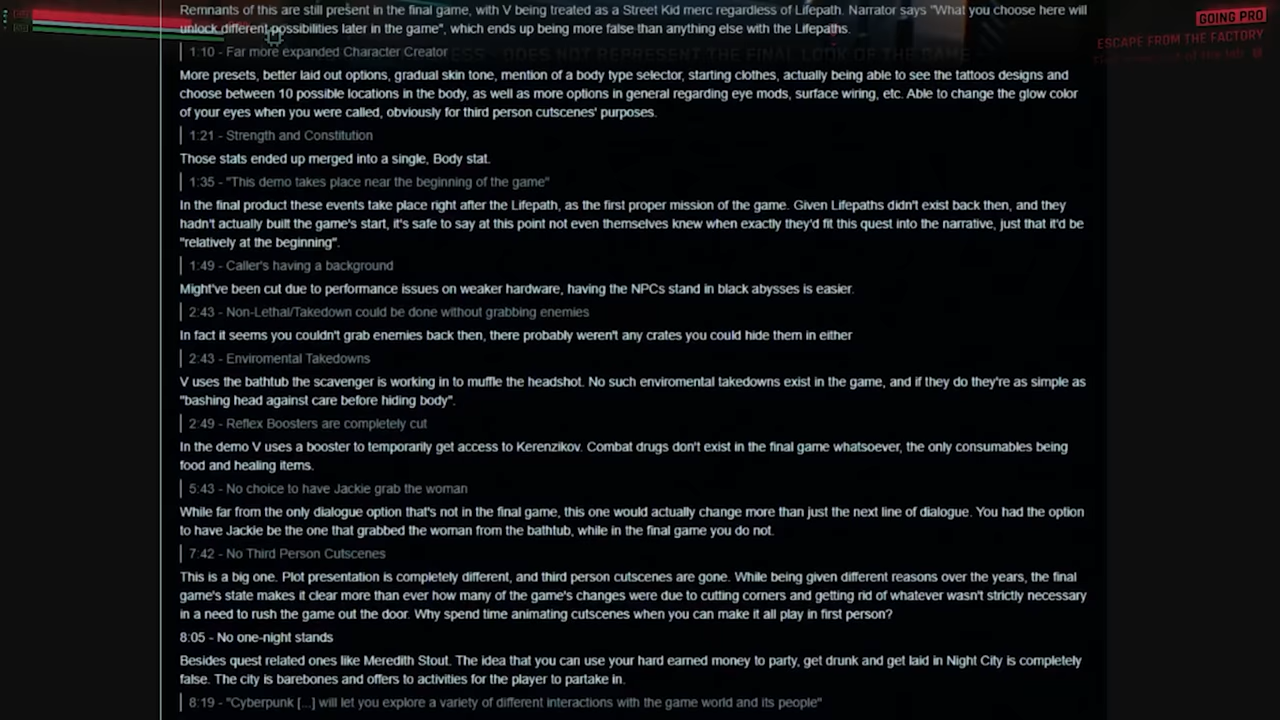 Remnants of this are still present in the final game, with V being treated as a Street Kid merc regardless of Lifepath. Narrator says "What you choose here will
unlock different possibilities later in the game", which ends up being more false than anything else with the Lifepaths.
GOING PRO
ESCAPE FROM THE FACTORY
1:10 - Far more expanded Character Creator
DOES NOT REPRESENT THE FINAL LOOK OF THE GAME
More presets, better laid out options, gradual skin tone, mention of a body type selector, starting clothes, actually being able to see the tattoos designs and
choose between 10 possible locations in the body, as well as more options in general regarding eye mods, surface wiring, etc. Able to change the glow color
of your eyes when you were called, obviously for third person cutscenes' purposes.
1:21 - Strength and Constitution
Those stats ended up merged into a single, Body stat.
1:35 - "This demo takes place near the beginning of the game"
In the final product these events take place right after the Lifepath, as the first proper mission of the game. Given Lifepaths didn't exist back then, and they
hadn't actually built the game's start, it's safe to say at this point not even themselves knew when exactly they'd fit this quest into the narrative, just that it'd be
"relatively at the beginning".
1:49 - Caller's having a background
Might've been cut due to performance issues on weaker hardware, having the NPCs stand in black abysses is easier.
2:43 - Non-Lethal/Takedown could be done without grabbing enemies
In fact it seems you couldn't grab enemies back then, there probably weren't any crates you could hide them in either
2:43 - Enviromental Takedowns
V uses the bathtub the scavenger is working in to muffle the headshot. No such enviromental takedowns exist in the game, and if they do they're as simple as
"bashing head against care before hiding body".
2:49 - Reflex Boosters are completely cut
In the demo V uses a booster to temporarily get access to Kerenzikov. Combat drugs don't exist in the final game whatsoever, the only consumables being
food and healing items.
5:43 - No choice to have Jackie grab the woman
While far from the only dialogue option that's not in the final game, this one would actually change more than just the next line of dialogue. You had the option
to have Jackie be the one that grabbed the woman from the bathtub, while in the final game you do not.
7:42 - No Third Person Cutscenes
This is a big one. Plot presentation is completely different, and third person cutscenes are gone. While being given different reasons over the years, the final
game's state makes it clear more than ever how many of the game's changes were due to cutting corners and getting rid of whatever wasn't strictly necessary
in a need to rush the game out the door. Why spend time animating cutscenes when you can make it all play in first person?
8:05 - No one-night stands
Besides quest related ones like Meredith Stout. The idea that you can use your hard earned money to party, get drunk and get laid in Night City is completely
false. The city is barebones and offers to activities for the player to partake in.
8:19 - "Cyberpunk [...] will let you explore a variety of different interactions with the game world and its people"